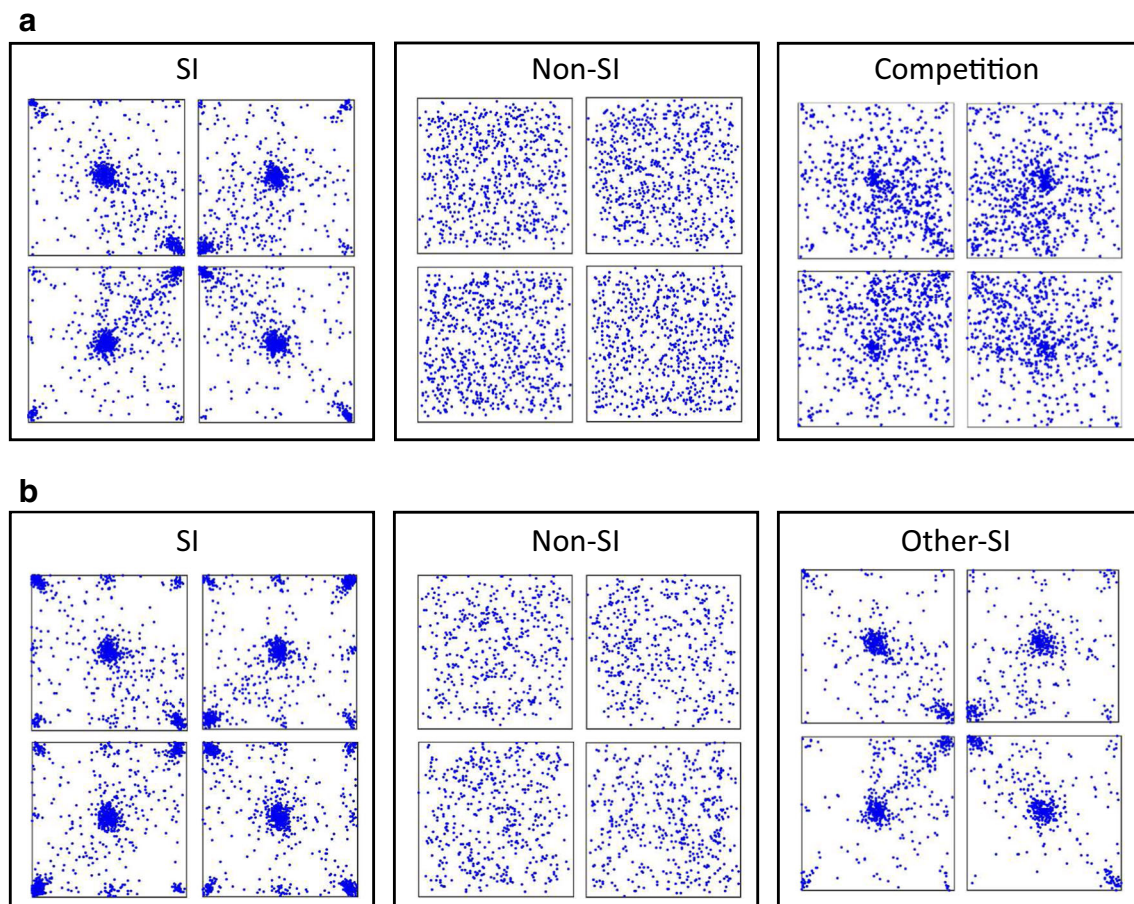 a
SI
Non-SI
Competition
b
SI
Non-SI
Other-SI